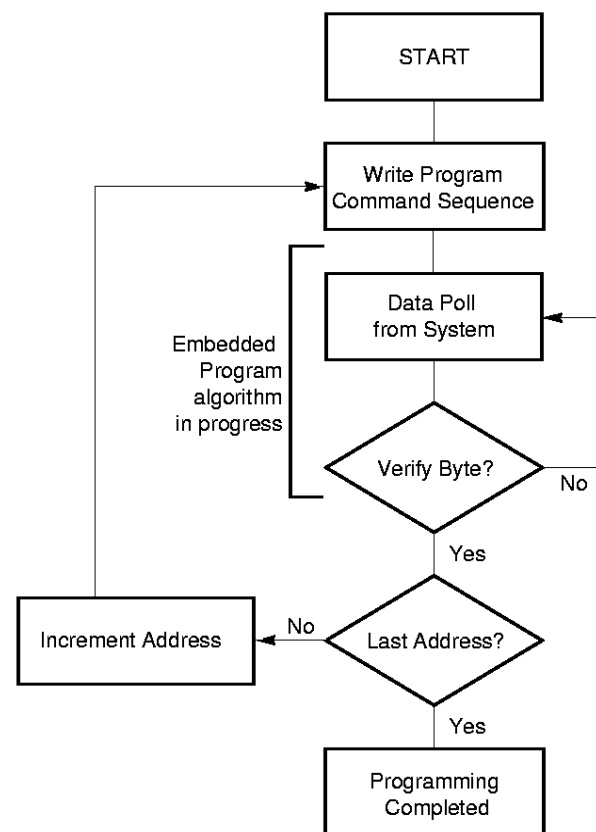 START
Write Program
Command Sequence
Data Poll
from System
Embedded
Program
algorithm
in progress
Verify Byte?
No
Yes
Increment Address
No
Last Address?
Yes
Programming
Completed